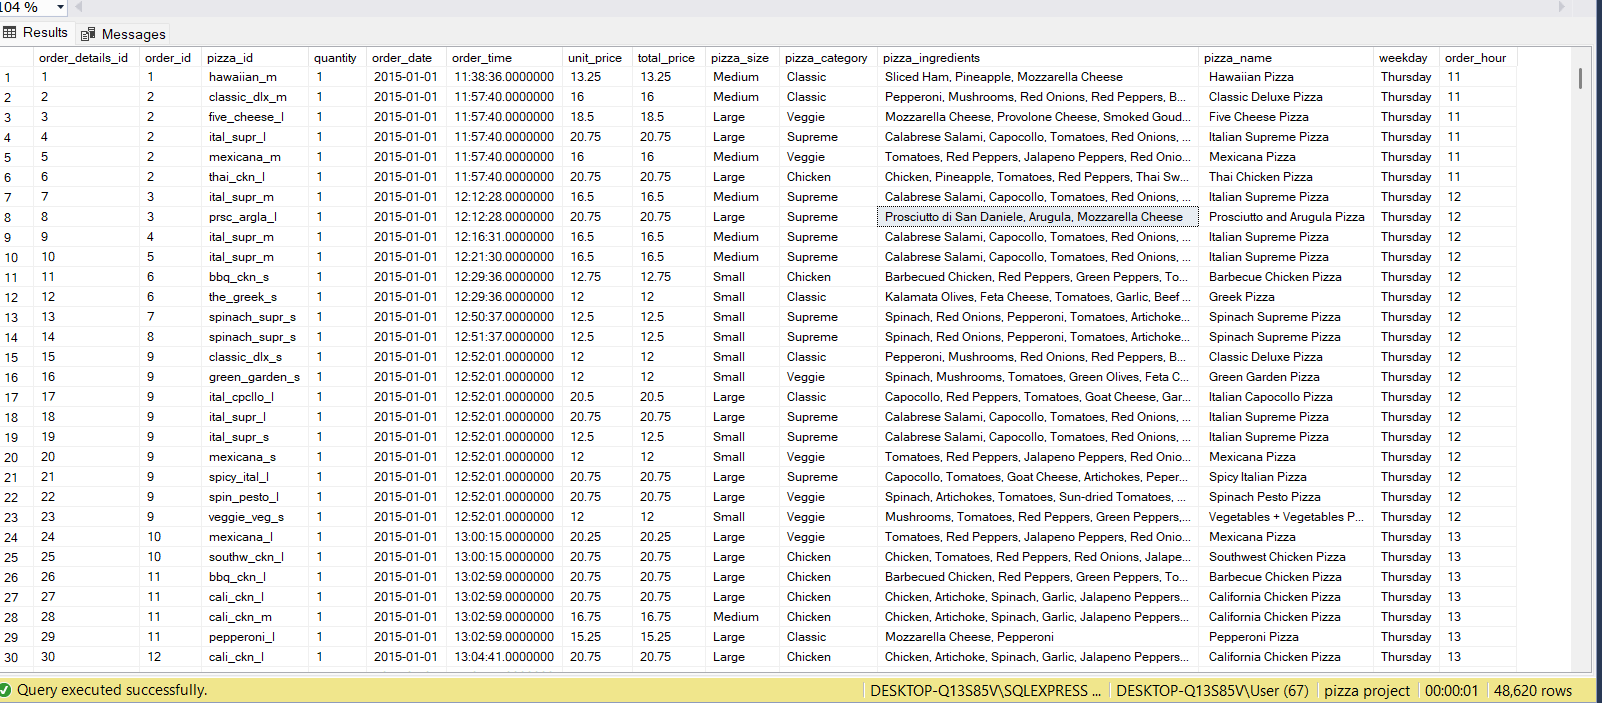 104 %
Results Messages
order_details_id order_id pizza_id quantity order_date order_time unit_price total_price pizza_size pizza_category pizza_ingredients pizza_name weekday order_hour
1 1 1 hawaiian_m 1 2015-01-01 11:38:36.0000000 13.25 13.25 Medium Classic Sliced Ham, Pineapple, Mozzarella Cheese Hawaiian Pizza Thursday 11
2 2 2 classic_dlx_m 1 2015-01-01 11:57:40.0000000 16 16 Medium Classic Pepperoni, Mushrooms, Red Onions, Red Peppers, B... Classic Deluxe Pizza Thursday 11
3 3 2 five_cheese_l 1 2015-01-01 11:57:40.0000000 18.5 18.5 Large Veggie Mozzarella Cheese, Provolone Cheese, Smoked Goud... Five Cheese Pizza Thursday 11
4 4 2 ital_supr_l 1 2015-01-01 11:57:40.0000000 20.75 20.75 Large Supreme Calabrese Salami, Capocollo, Tomatoes, Red Onions, ... Italian Supreme Pizza Thursday 11
5 5 2 mexicana_m 1 2015-01-01 11:57:40.0000000 16 16 Medium Veggie Tomatoes, Red Peppers, Jalapeno Peppers, Red Onio... Mexicana Pizza Thursday 11
6 6 2 thai_ckn_l 1 2015-01-01 11:57:40.0000000 20.75 20.75 Large Chicken Chicken, Pineapple, Tomatoes, Red Peppers, Thai Sw... Thai Chicken Pizza Thursday 11
7 7 3 ital_supr_m 1 2015-01-01 12:12:28.0000000 16.5 16.5 Medium Supreme Calabrese Salami, Capocollo, Tomatoes, Red Onions, ... Italian Supreme Pizza Thursday 12
8 8 3 prsc_argla_l 1 2015-01-01 12:12:28.0000000 20.75 20.75 Large Supreme Prosciutto di San Daniele, Arugula, Mozzarella Cheese Prosciutto and Arugula Pizza Thursday 12
9 9 4 ital_supr_m 1 2015-01-01 12:16:31.0000000 16.5 16.5 Medium Supreme Calabrese Salami, Capocollo, Tomatoes, Red Onions, ... Italian Supreme Pizza Thursday 12
10 10 5 ital_supr_m 1 2015-01-01 12:21:30.0000000 16.5 16.5 Medium Supreme Calabrese Salami, Capocollo, Tomatoes, Red Onions, ... Italian Supreme Pizza Thursday 12
11 11 6 bbq_ckn_s 1 2015-01-01 12:29:36.0000000 12.75 12.75 Small Chicken Barbecued Chicken, Red Peppers, Green Peppers, To... Barbecue Chicken Pizza Thursday 12
12 12 6 the_greek_s 1 2015-01-01 12:29:36.0000000 12 12 Small Classic Kalamata Olives, Feta Cheese, Tomatoes, Garlic, Beef ... Greek Pizza Thursday 12
13 13 7 spinach_supr_s 1 2015-01-01 12:50:37.0000000 12.5 12.5 Small Supreme Spinach, Red Onions, Pepperoni, Tomatoes, Artichoke... Spinach Supreme Pizza Thursday 12
14 14 8 spinach_supr_s 1 2015-01-01 12:51:37.0000000 12.5 12.5 Small Supreme Spinach, Red Onions, Pepperoni, Tomatoes, Artichoke... Spinach Supreme Pizza Thursday 12
15 15 9 classic_dlx_s 1 2015-01-01 12:52:01.0000000 12 12 Small Classic Pepperoni, Mushrooms, Red Onions, Red Peppers, B... Classic Deluxe Pizza Thursday 12
16 16 9 green_garden_s 1 2015-01-01 12:52:01.0000000 12 12 Small Veggie Spinach, Mushrooms, Tomatoes, Green Olives, Feta C... Green Garden Pizza Thursday 12
17 17 9 ital_cpcllo_l 1 2015-01-01 12:52:01.0000000 20.5 20.5 Large Classic Capocollo, Red Peppers, Tomatoes, Goat Cheese, Gar... Italian Capocollo Pizza Thursday 12
18 18 9 ital_supr_l 1 2015-01-01 12:52:01.0000000 20.75 20.75 Large Supreme Calabrese Salami, Capocollo, Tomatoes, Red Onions, ... Italian Supreme Pizza Thursday 12
19 19 9 ital_supr_s 1 2015-01-01 12:52:01.0000000 12.5 12.5 Small Supreme Calabrese Salami, Capocollo, Tomatoes, Red Onions, ... Italian Supreme Pizza Thursday 12
20 20 9 mexicana_s 1 2015-01-01 12:52:01.0000000 12 12 Small Veggie Tomatoes, Red Peppers, Jalapeno Peppers, Red Onio... Mexicana Pizza Thursday 12
21 21 9 spicy_ital_l 1 2015-01-01 12:52:01.0000000 20.75 20.75 Large Supreme Capocollo, Tomatoes, Goat Cheese, Artichokes, Peper... Spicy Italian Pizza Thursday 12
22 22 9 spin_pesto_l 1 2015-01-01 12:52:01.0000000 20.75 20.75 Large Veggie Spinach, Artichokes, Tomatoes, Sun-dried Tomatoes, ... Spinach Pesto Pizza Thursday 12
23 23 9 veggie_veg_s 1 2015-01-01 12:52:01.0000000 12 12 Small Veggie Mushrooms, Tomatoes, Red Peppers, Green Peppers,... Vegetables + Vegetables P... Thursday 12
24 24 10 mexicana_l 1 2015-01-01 13:00:15.0000000 20.25 20.25 Large Veggie Tomatoes, Red Peppers, Jalapeno Peppers, Red Onio... Mexicana Pizza Thursday 13
25 25 10 southw_ckn_l 1 2015-01-01 13:00:15.0000000 20.75 20.75 Large Chicken Chicken, Tomatoes, Red Peppers, Red Onions, Jalape... Southwest Chicken Pizza Thursday 13
26 26 11 bbq_ckn_l 1 2015-01-01 13:02:59.0000000 20.75 20.75 Large Chicken Barbecued Chicken, Red Peppers, Green Peppers, To... Barbecue Chicken Pizza Thursday 13
27 27 11 cali_ckn_l 1 2015-01-01 13:02:59.0000000 20.75 20.75 Large Chicken Chicken, Artichoke, Spinach, Garlic, Jalapeno Peppers... California Chicken Pizza Thursday 13
28 28 11 cali_ckn_m 1 2015-01-01 13:02:59.0000000 16.75 16.75 Medium Chicken Chicken, Artichoke, Spinach, Garlic, Jalapeno Peppers... California Chicken Pizza Thursday 13
29 29 11 pepperoni_l 1 2015-01-01 13:02:59.0000000 15.25 15.25 Large Classic Mozzarella Cheese, Pepperoni Pepperoni Pizza Thursday 13
30 30 12 cali_ckn_l 1 2015-01-01 13:04:41.0000000 20.75 20.75 Large Chicken Chicken, Artichoke, Spinach, Garlic, Jalapeno Peppers... California Chicken Pizza Thursday 13
Query executed successfully. DESKTOP-Q13S85V\SQLEXPRESS ... DESKTOP-Q13S85V\User (67) pizza project 00:00:01 48,620 rows